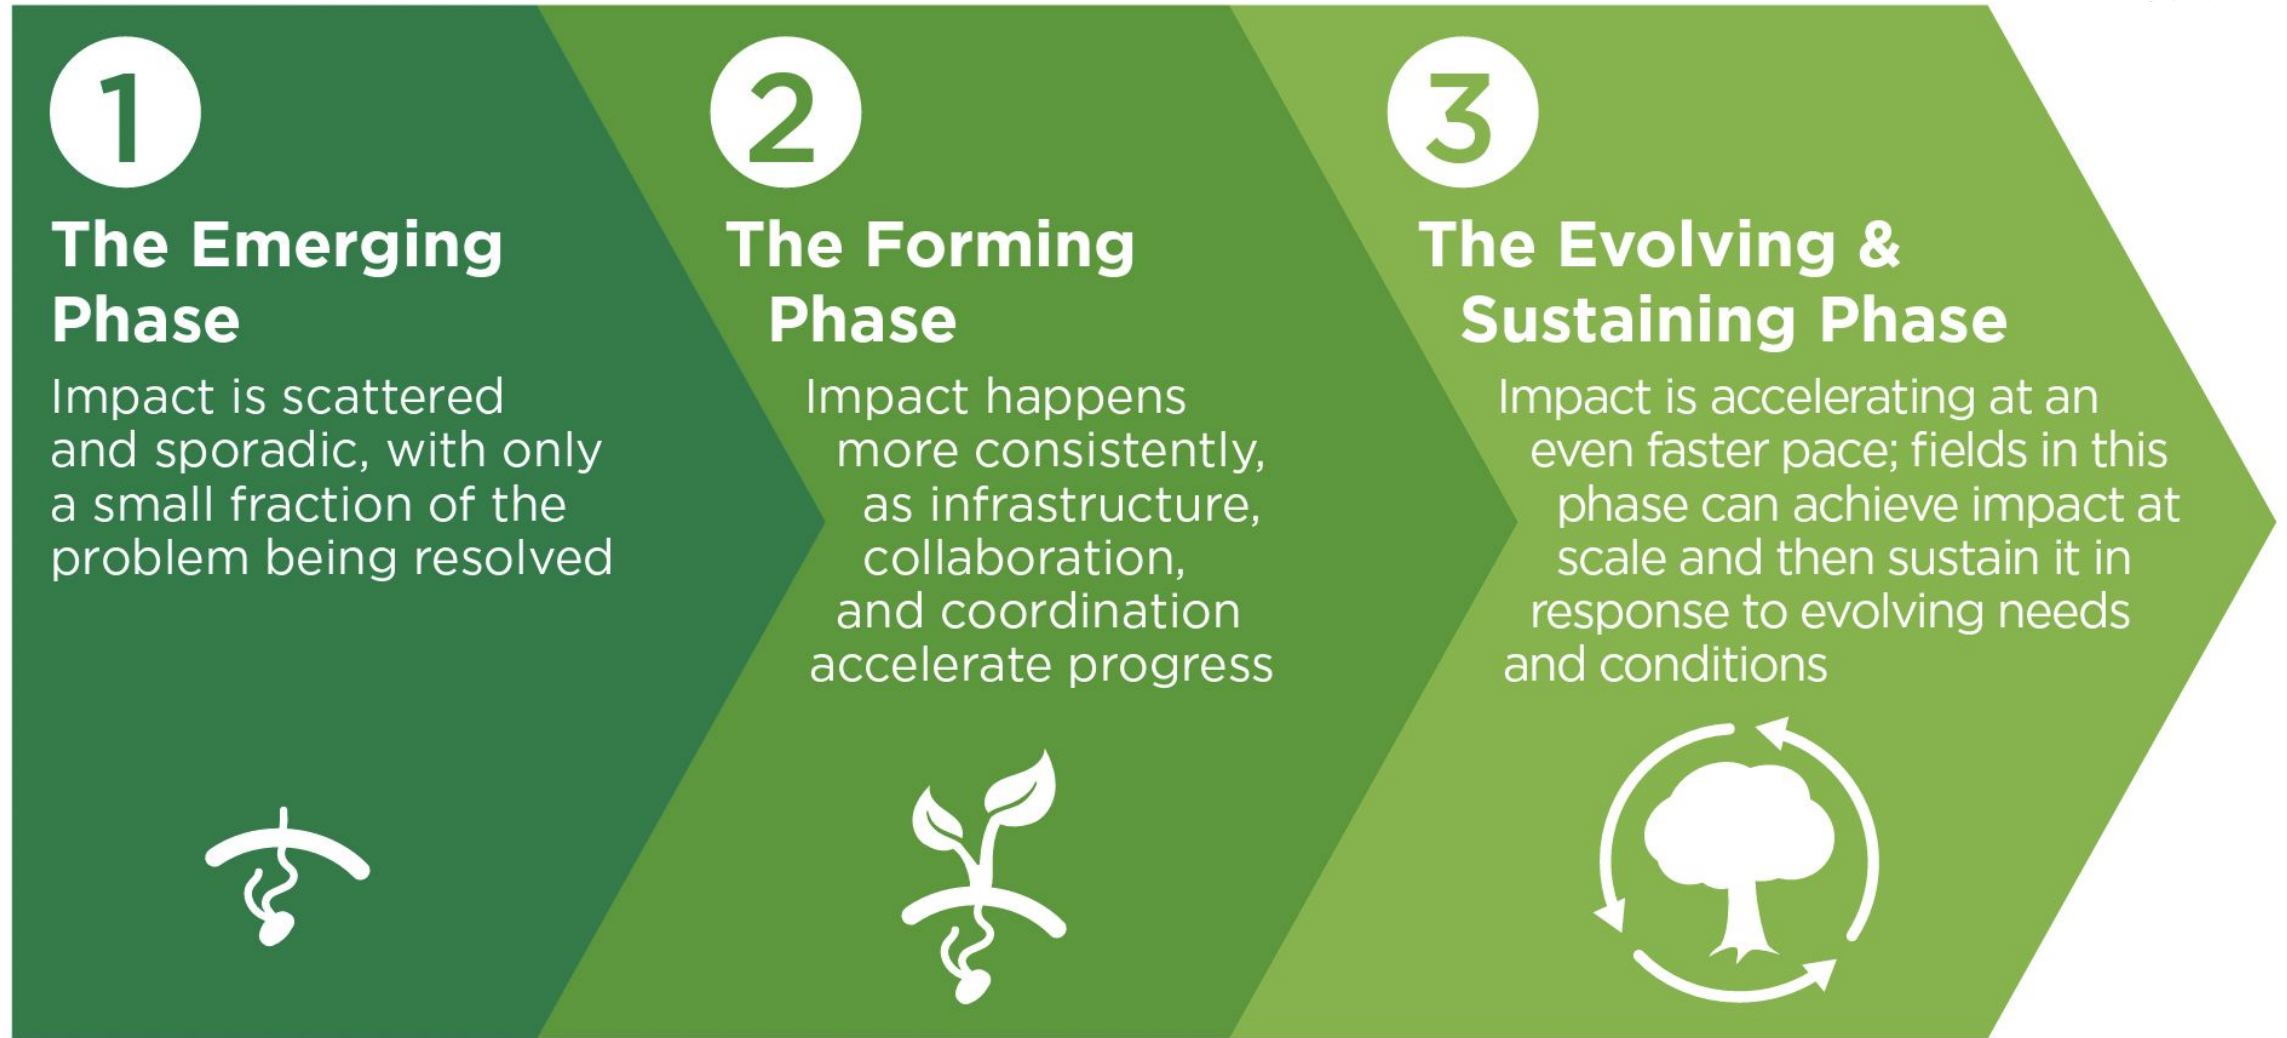 1
The Emerging
Phase
Impact is scattered
and sporadic, with only
a small fraction of the
problem being resolved
2
The Forming
Phase
Impact happens
more consistently,
as infrastructure,
collaboration,
and coordination
accelerate progress
3
The Evolving &
Sustaining Phase
Impact is accelerating at an
even faster pace; fields in this
phase can achieve impact at
scale and then sustain it in
response to evolving needs
and conditions